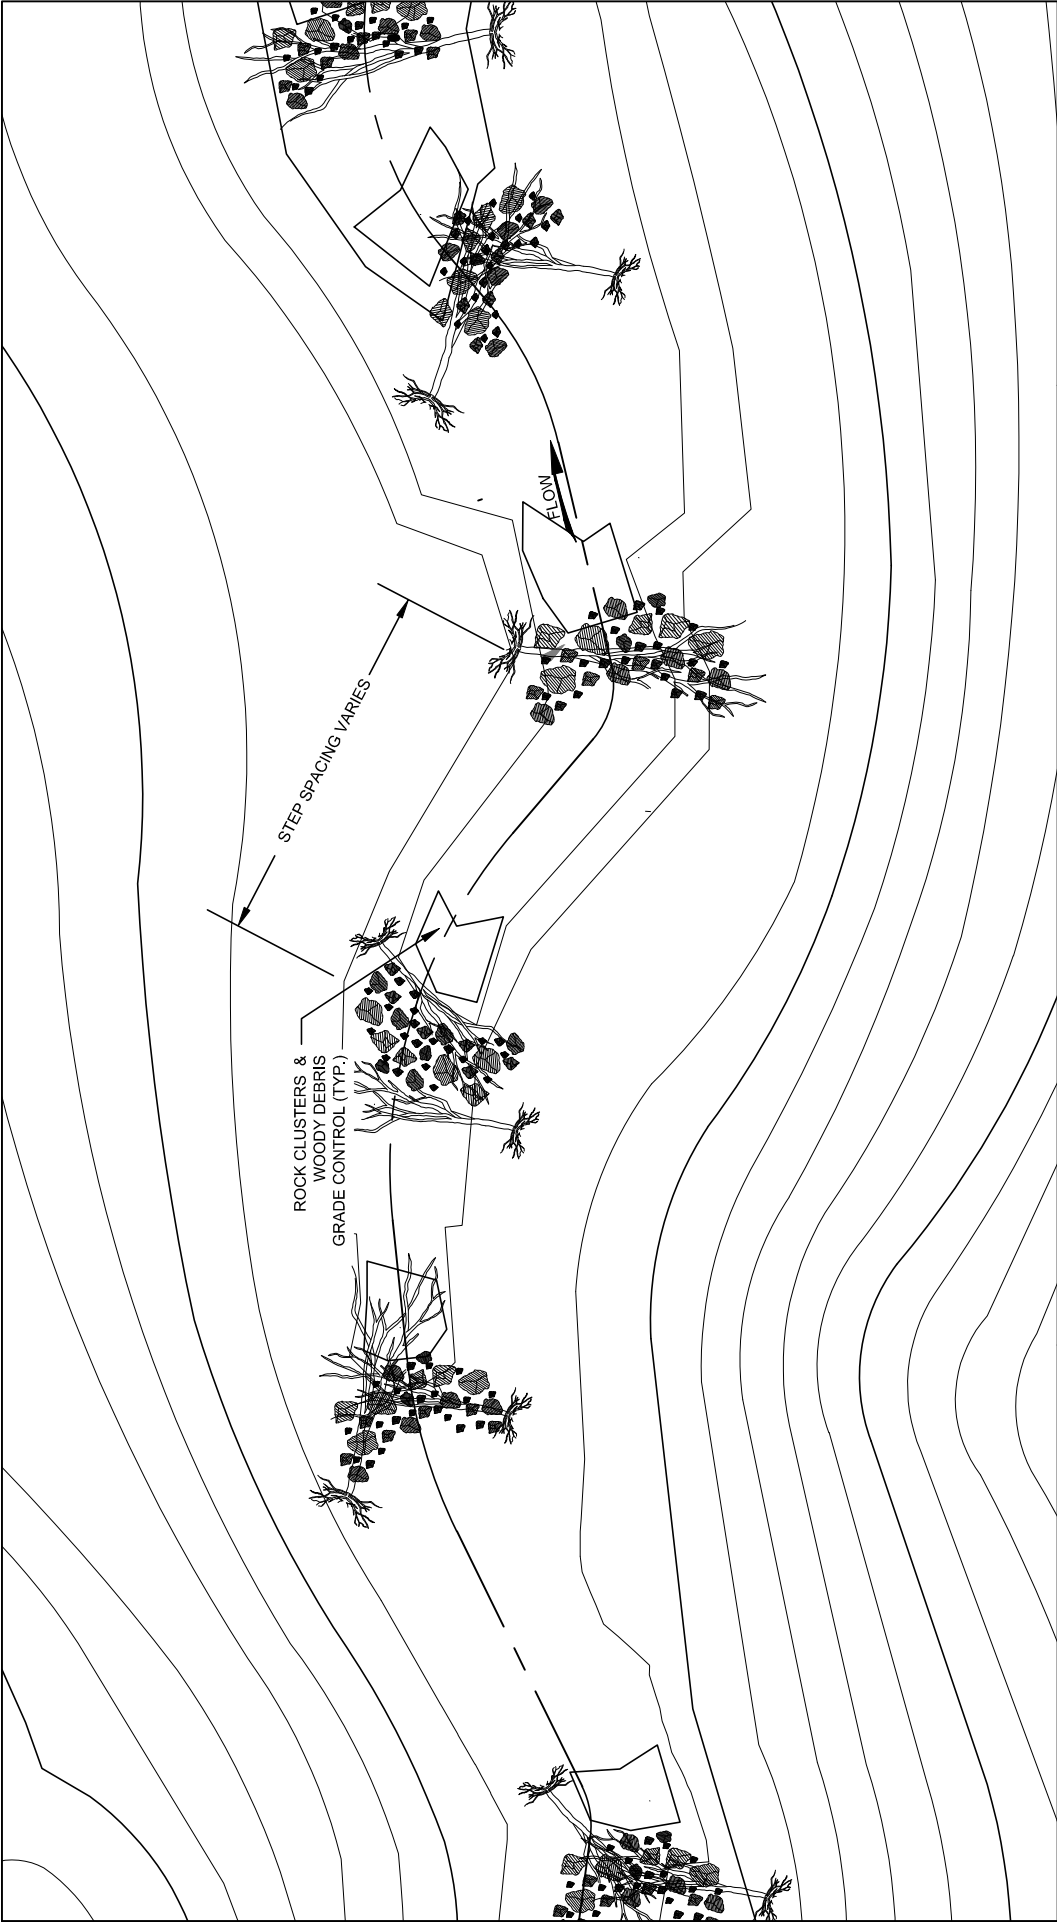 FLOW
STEP SPACING VARIES
ROCK CLUSTERS &
WOODY DEBRIS
GRADE CONTROL (TYP.)